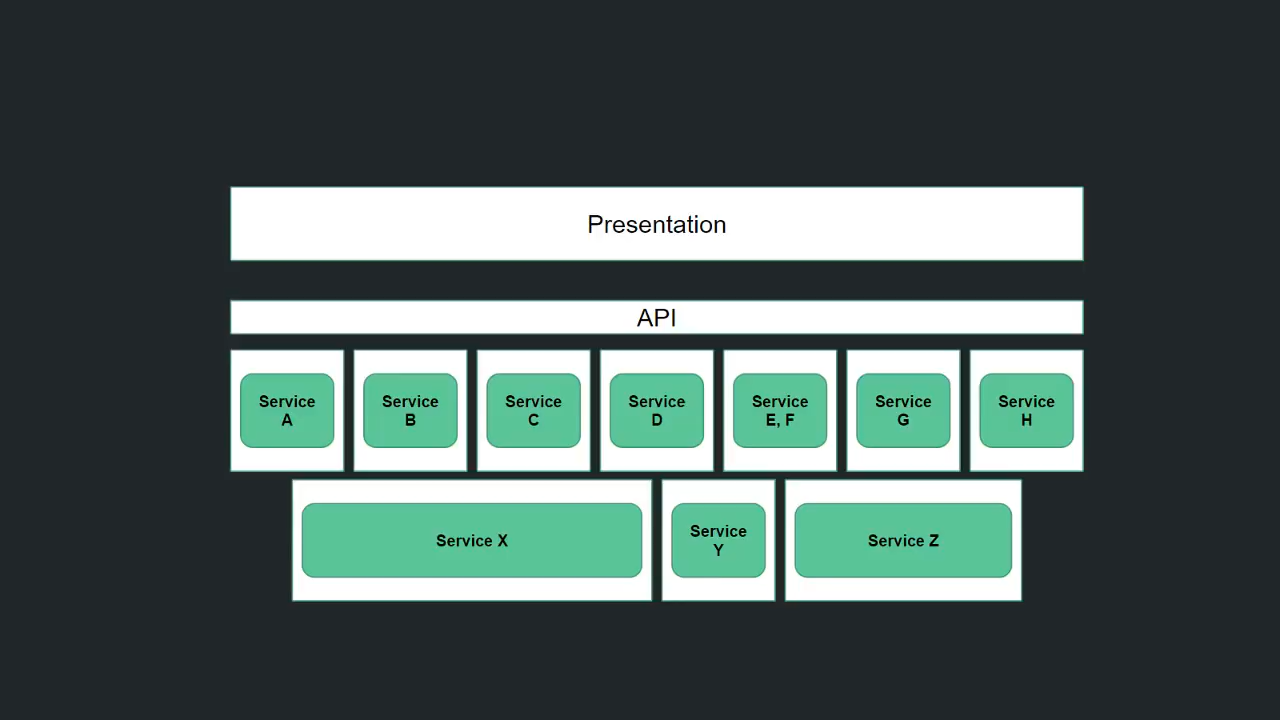 Presentation
API
Service
A
Service
B
Service
C
Service
D
Service
E, F
Service
G
Service
H
Service X
Service
Y
Service Z